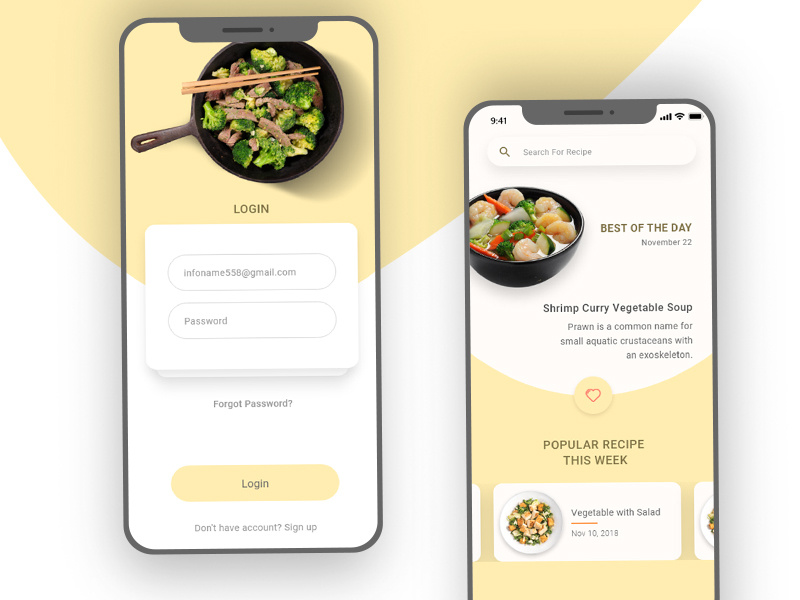 LOGIN
infoname558@gmail.com
Password
Forgot Password?
Login
Don't have account? Sign up
9:41
Search For Recipe
BEST OF THE DAY
November 22
Shrimp Curry Vegetable Soup
Prawn is a common name for
small aquatic crustaceans with
an exoskeleton.
POPULAR RECIPE
THIS WEEK
Vegetable with Salad
Nov 10, 2018